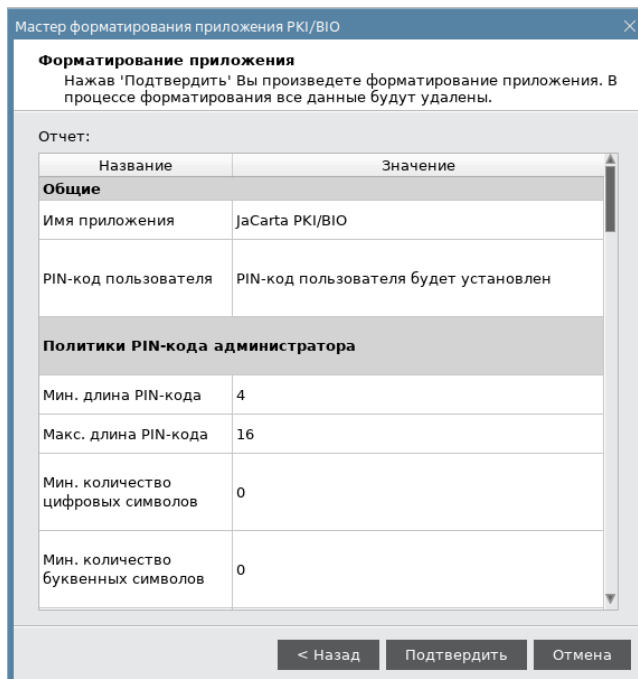 Мастер форматирования приложения PKI/BIO
Форматирование приложения
Нажав 'Подтвердить' Вы произведете форматирование приложения. В
процессе форматирования все данные будут удалены.
Отчет:
Название Значение
Общие
Имя приложения JaCarta PKI/BIO
PIN-код пользователя PIN-код пользователя будет установлен
Политики PIN-кода администратора
Мин. длина PIN-кода 4
Макс. длина PIN-кода 16
Мин. количество
цифровых символов 0
Мин. количество
буквенных символов 0
< Назад Подтвердить Отмена